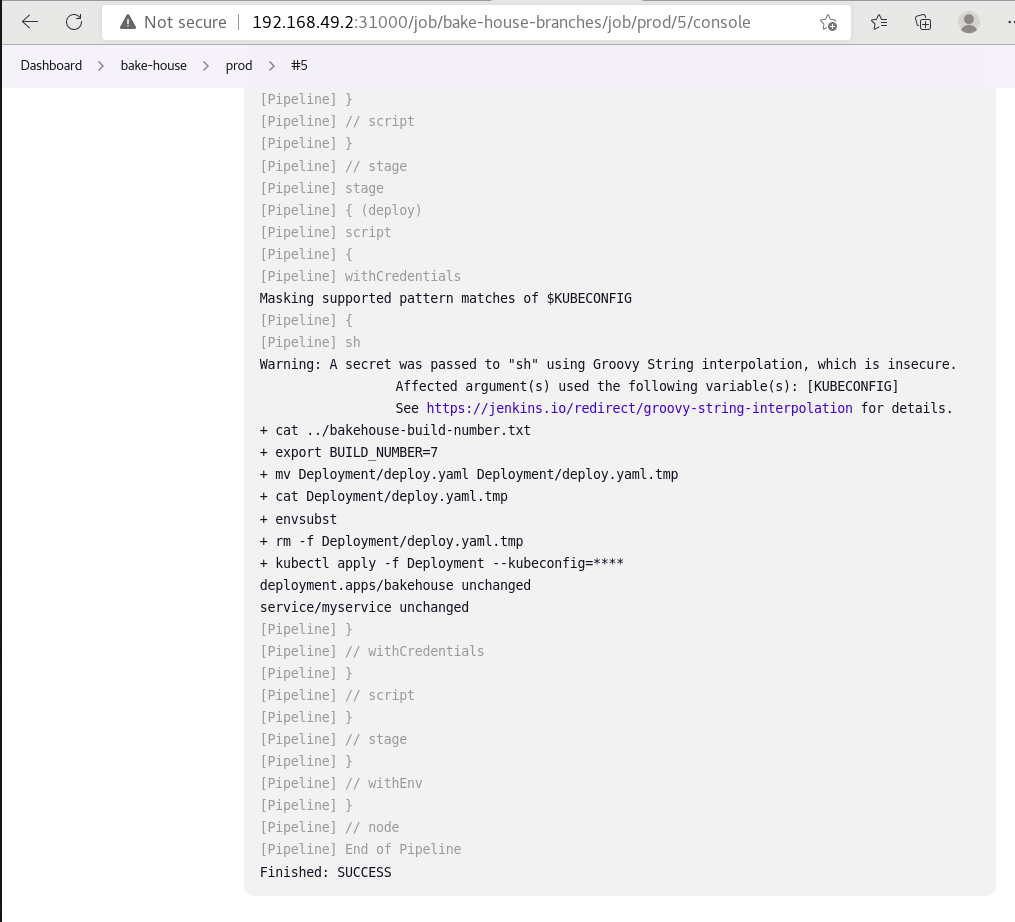 Not secure | 192.168.49.2:31000/job/bake-house-branches/job/prod/5/console
Dashboard > bake-house > prod > #5
[Pipeline] }
[Pipeline] // script
[Pipeline] }
[Pipeline] // stage
[Pipeline] stage
[Pipeline] { (deploy)
[Pipeline] script
[Pipeline] {
[Pipeline] withCredentials
Masking supported pattern matches of $KUBECONFIG
[Pipeline] {
[Pipeline] sh
Warning: A secret was passed to "sh" using Groovy String interpolation, which is insecure.
Affected argument(s) used the following variable(s): [KUBECONFIG]
See https://jenkins.io/redirect/groovy-string-interpolation for details.
+ cat ../bakehouse-build-number.txt
+ export BUILD_NUMBER=7
+ mv Deployment/deploy.yaml Deployment/deploy.yaml.tmp
+ cat Deployment/deploy.yaml.tmp
+ envsubst
+ rm -f Deployment/deploy.yaml.tmp
+ kubectl apply -f Deployment --kubeconfig=****
deployment.apps/bakehouse unchanged
service/myservice unchanged
[Pipeline] }
[Pipeline] // withCredentials
[Pipeline] }
[Pipeline] // script
[Pipeline] }
[Pipeline] // stage
[Pipeline] }
[Pipeline] // withEnv
[Pipeline] }
[Pipeline] // node
[Pipeline] End of Pipeline
Finished: SUCCESS